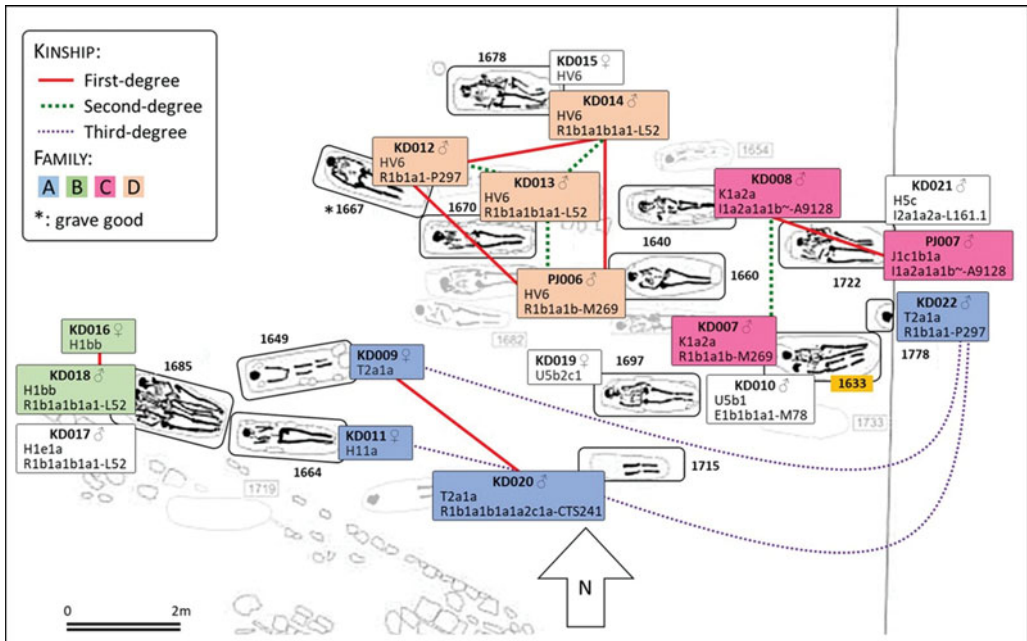 KINSHIP:
First-degree
Second-degree
Third-degree
FAMILY:
A B C D
*: grave good
1678
KD015 ♀
HV6
KD014 ♂
HV6
R1b1a1b1a1-L52
KD012 ♂
HV6
R1b1a1-P297
KD013 ♂
HV6
R1b1a1b1a1-L52
*1667
1670
1654
KD008 ♂
K1a2a
I1a2a1a1b~-A9128
KD021 ♂
H5c
I2a1a2a-L161.1
1640
1660
PJ006 ♂
HV6
R1b1a1b-M269
1722
PJ007 ♂
J1c1b1a
I1a2a1a1b~-A9128
KD022 ♂
T2a1a
R1b1a1-P297
1778
KD007 ♂
K1a2a
R1b1a1b-M269
1682
KD016 ♀
H1bb
1649
KD009 ♀
T2a1a
KD019 ♀
U5b2c1
1697
KD010 ♂
U5b1
E1b1b1a1-M78
1633
1733
KD018 ♂
H1bb
R1b1a1b1a1-L52
1685
KD017 ♂
H1e1a
R1b1a1b1a1-L52
KD011 ♀
H11a
1664
1715
KD020 ♂
T2a1a
R1b1a1b1a1a2c1a-CTS241
1719
N
0 2m